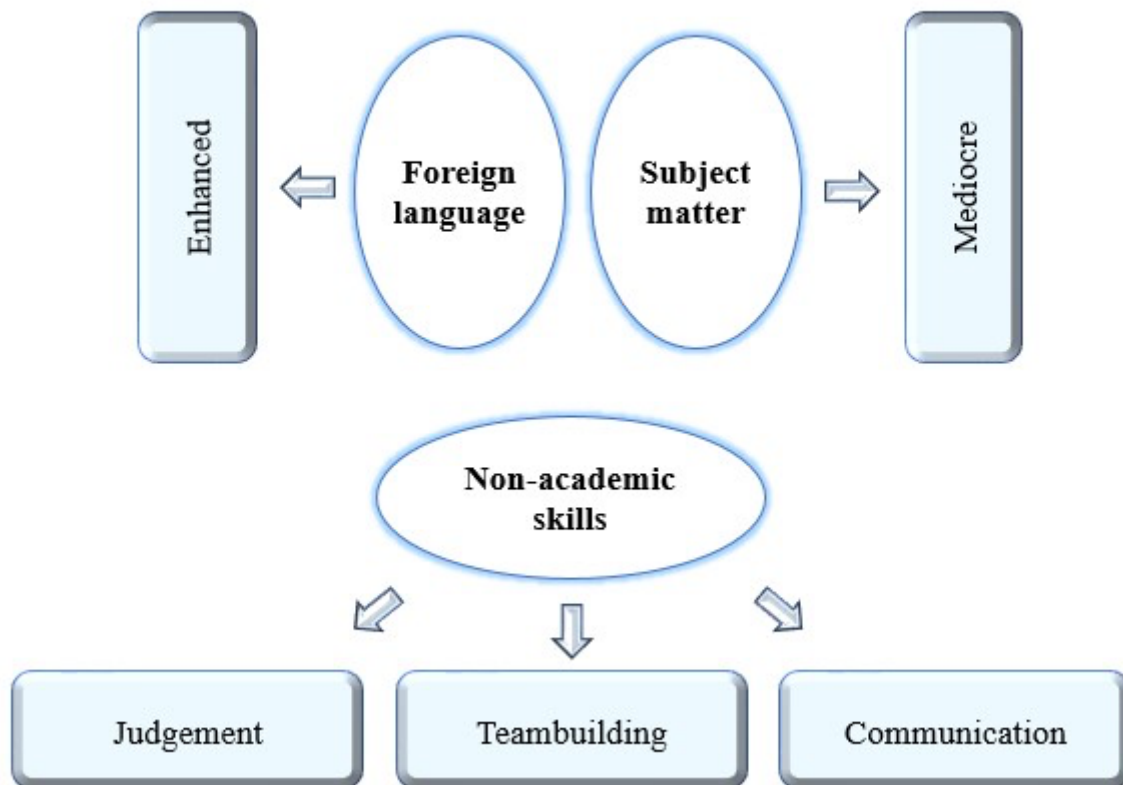 Enhanced
Foreign
language
Subject
matter
Mediocre
Non-academic
skills
Judgement
Teambuilding
Communication